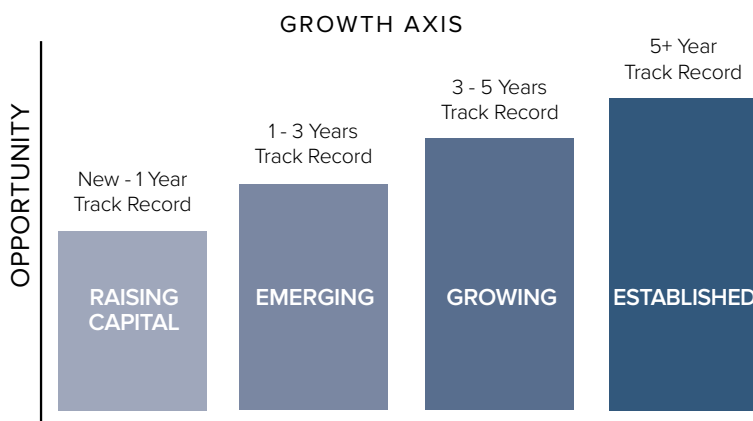 GROWTH AXIS
OPPORTUNITY
New - 1 Year
Track Record
1 - 3 Years
Track Record
3 - 5 Years
Track Record
5+ Year
Track Record
RAISING
CAPITAL
EMERGING
GROWING
ESTABLISHED